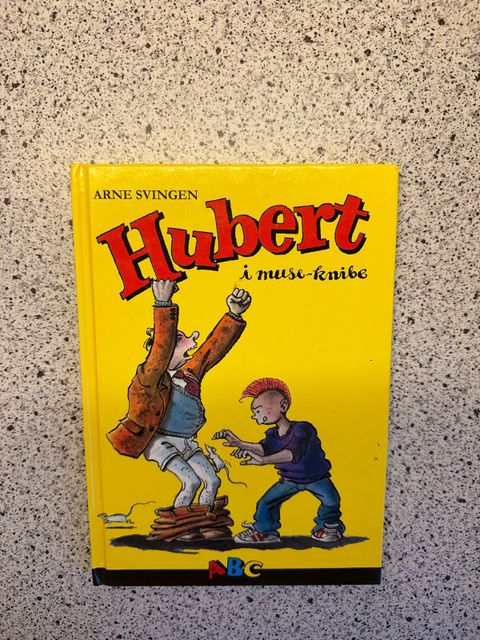 ARNE SVINGEN
Hubert
i muse-knibe
ABC